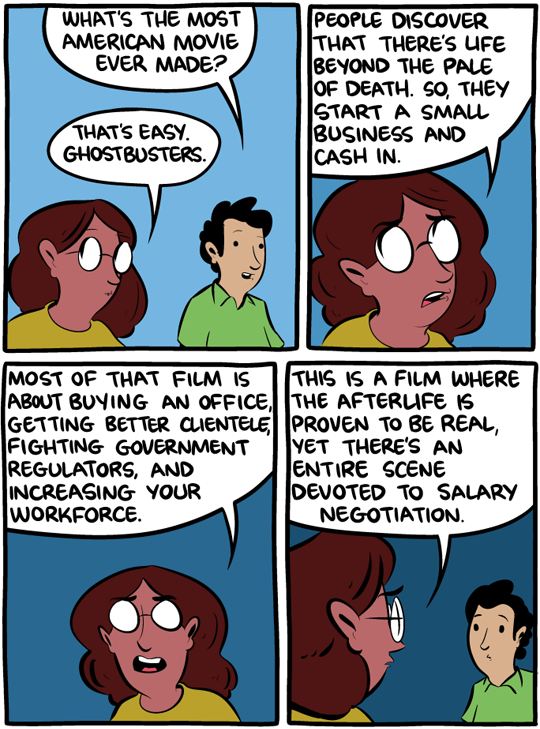 WHAT'S THE MOST
AMERICAN MOVIE
EVER MADE?
THAT'S EASY.
GHOSTBUSTERS.
PEOPLE DISCOVER
THAT THERE'S LIFE
BEYOND THE PALE
OF DEATH. SO, THEY
START A SMALL
BUSINESS AND
CASH IN.
MOST OF THAT FILM IS
ABOUT BUYING AN OFFICE,
GETTING BETTER CLIENTELE,
FIGHTING GOVERNMENT
REGULATORS, AND
INCREASING YOUR
WORKFORCE.
THIS IS A FILM WHERE
THE AFTERLIFE IS
PROVEN TO BE REAL,
YET THERE'S AN
ENTIRE SCENE
DEVOTED TO SALARY
NEGOTIATION.